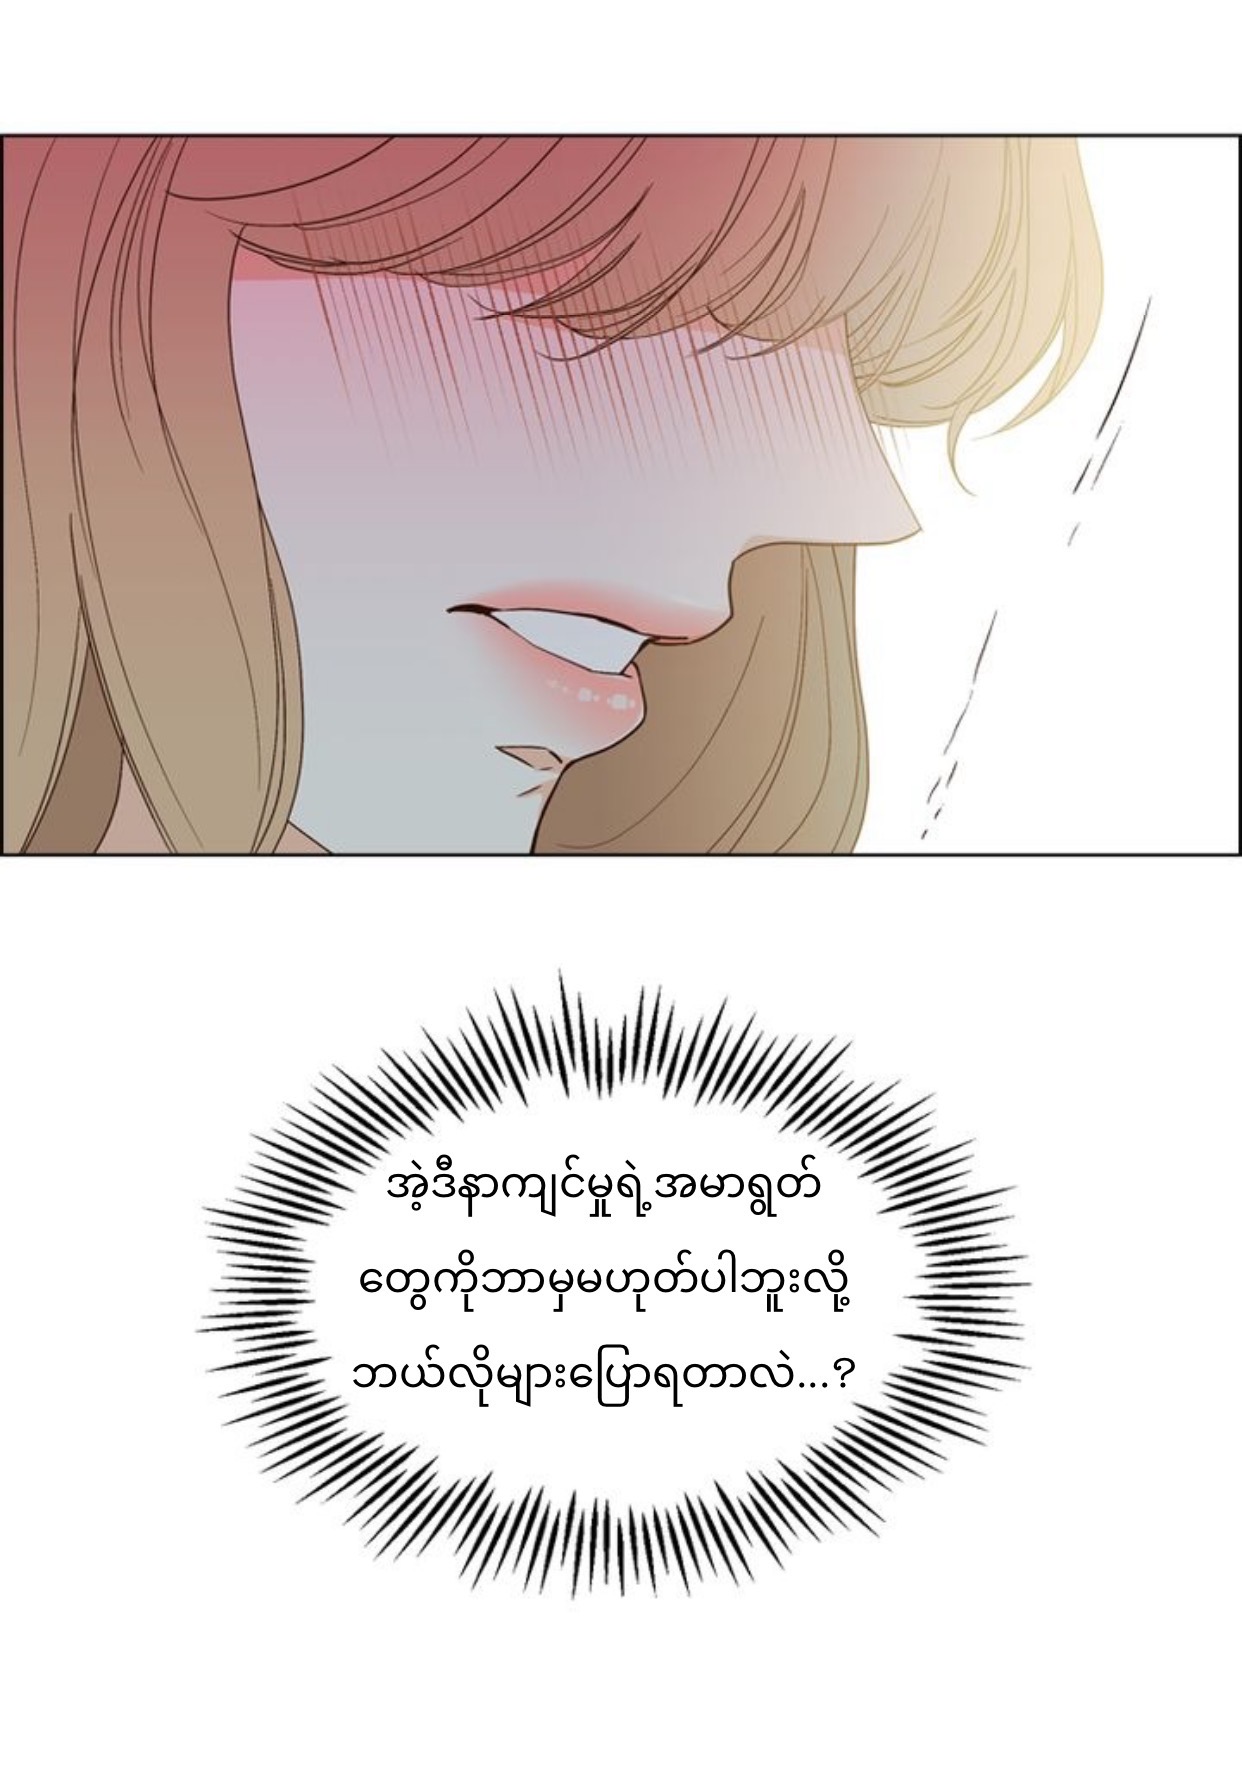 အဲ့ဒီနာကျင်မှုရဲ့အမာရွတ်
တွေကိုဘာမှမဟုတ်ပါဘူးလို့
ဘယ်လိုများပြောရတာလဲ...?